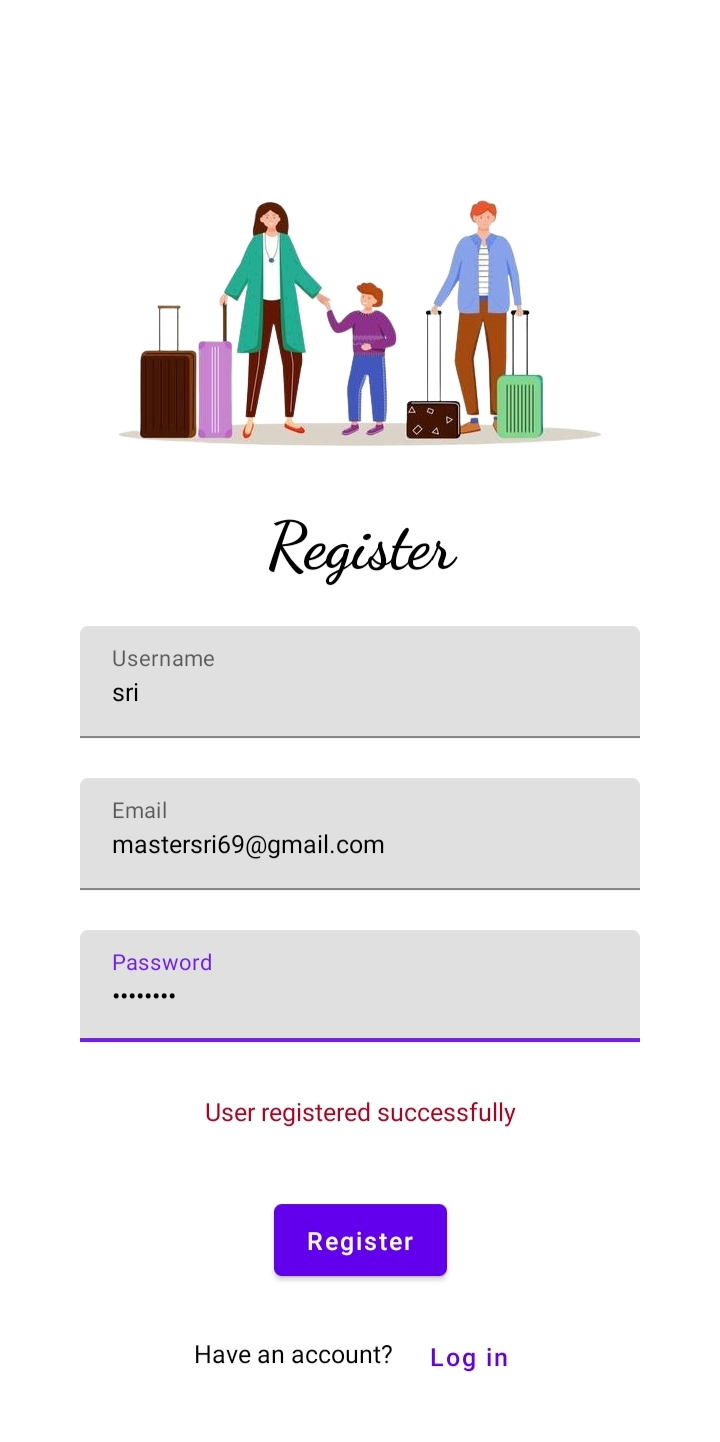 Register
Username
sri
Email
mastersri69@gmail.com
Password
••••••••
User registered successfully
Register
Have an account? Log in